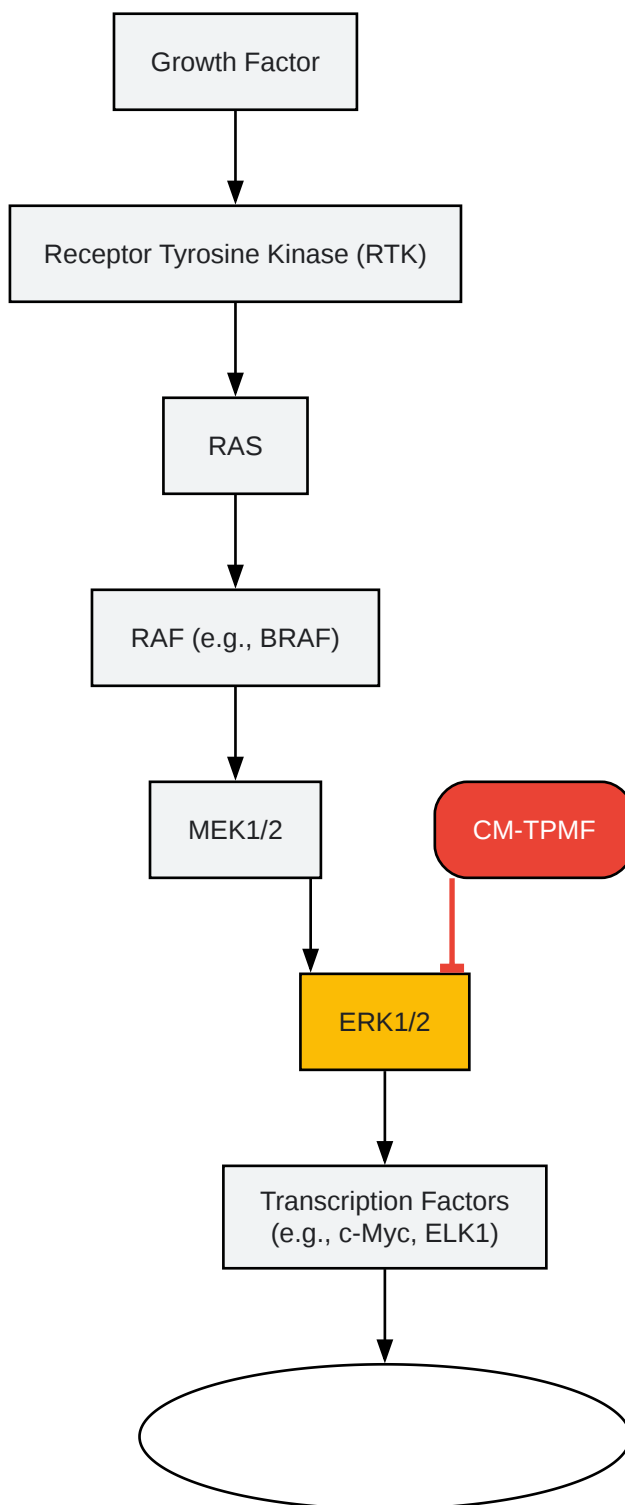 Growth Factor
Receptor Tyrosine Kinase (RTK)
RAS
RAF (e.g., BRAF)
MEK1/2
CM-TPMF
ERK1/2
Transcription Factors
(e.g., c-Myc, ELK1)